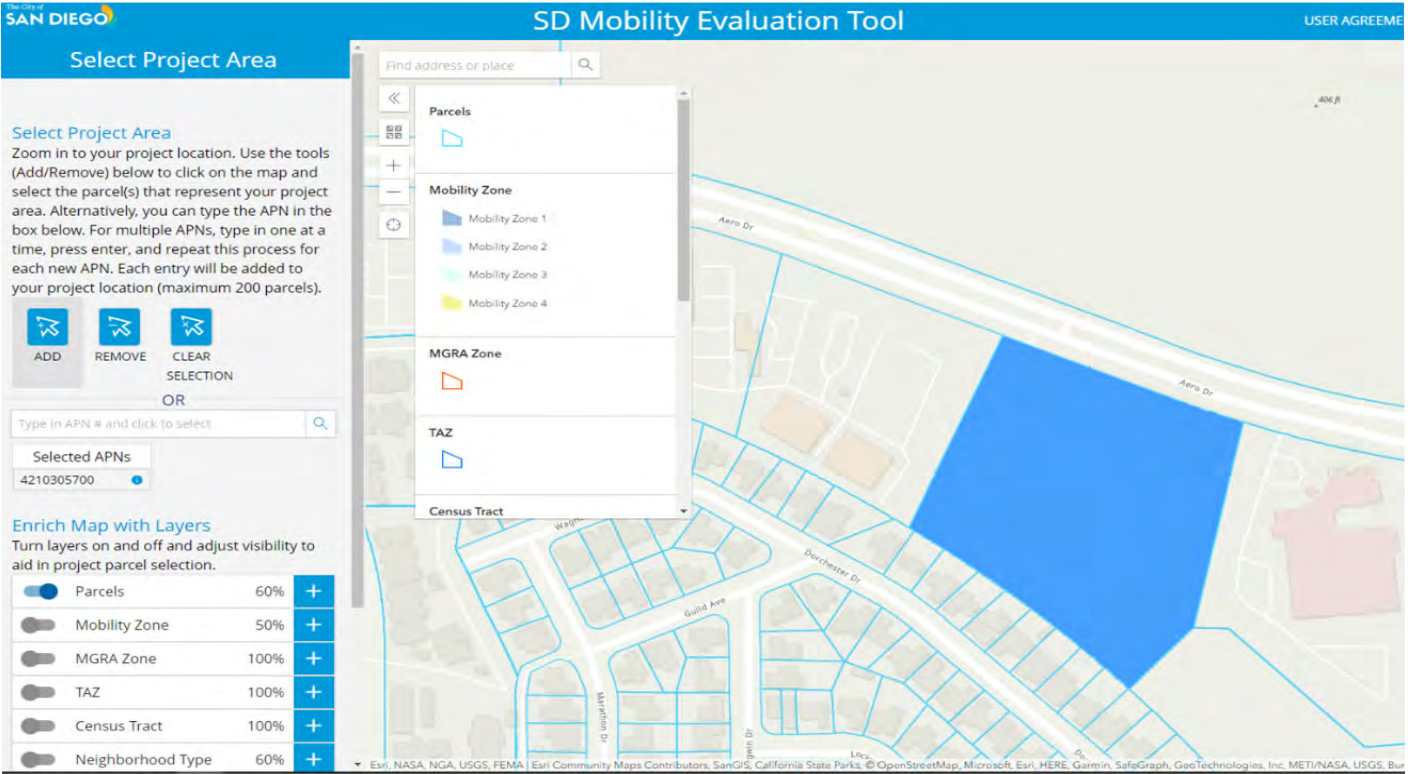 The City of
SAN DIEGO
SD Mobility Evaluation Tool
USER AGREEME
Select Project Area
Select Project Area
Zoom in to your project location. Use the tools
(Add/Remove) below to click on the map and
select the parcel(s) that represent your project
area. Alternatively, you can type the APN in the
box below. For multiple APNs, type in one at a
time, press enter, and repeat this process for
each new APN. Each entry will be added to
your project location (maximum 200 parcels).
ADD
REMOVE
CLEAR
SELECTION
OR
Type in APN # and click to select
Selected APNs
4210305700
Enrich Map with Layers
Turn layers on and off and adjust visibility to
aid in project parcel selection.
Parcels 60%
Mobility Zone 50%
MGRA Zone 100%
TAZ 100%
Census Tract 100%
Neighborhood Type 60%
Find address or place
Parcels
Mobility Zone
Mobility Zone 1
Mobility Zone 2
Mobility Zone 3
Mobility Zone 4
MGRA Zone
TAZ
Census Tract
406 ft
Aero Dr
Aero Dr
Dorchester Dr
Guild Ave
Marathon Dr
Esri, NASA, NGA, USGS, FEMA | Esri Community Maps Contributors, SanGIS, California State Parks, © OpenStreetMap, Microsoft, Esri, HERE, Garmin, SafeGraph, GeoTechnologies, Inc, METI/NASA, USGS, Bur